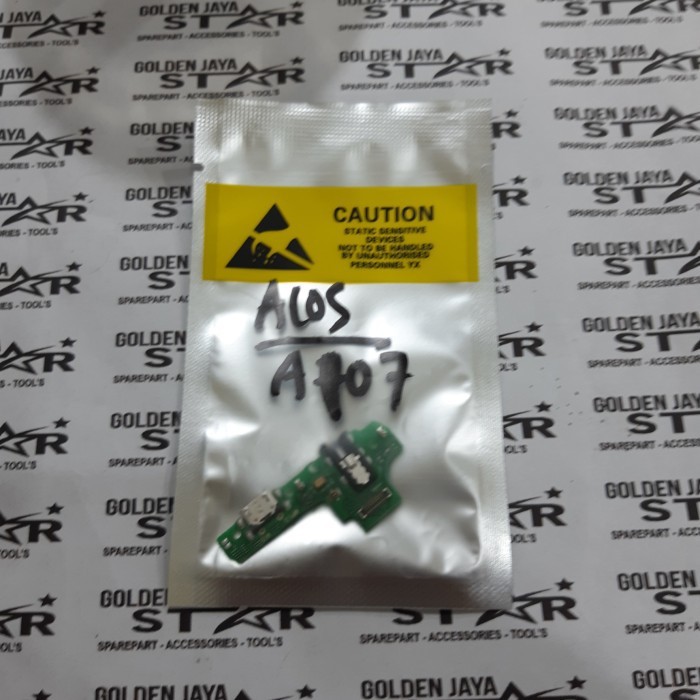 GOLDEN JAYA
STAR
SPAREPART - ACCESSORIES - TOOL'S
CAUTION
STATIC SENSITIVE
DEVICES
NOT TO BE HANDLED
BY UNAUTHORISED
PERSONNEL YX
A10S
A107